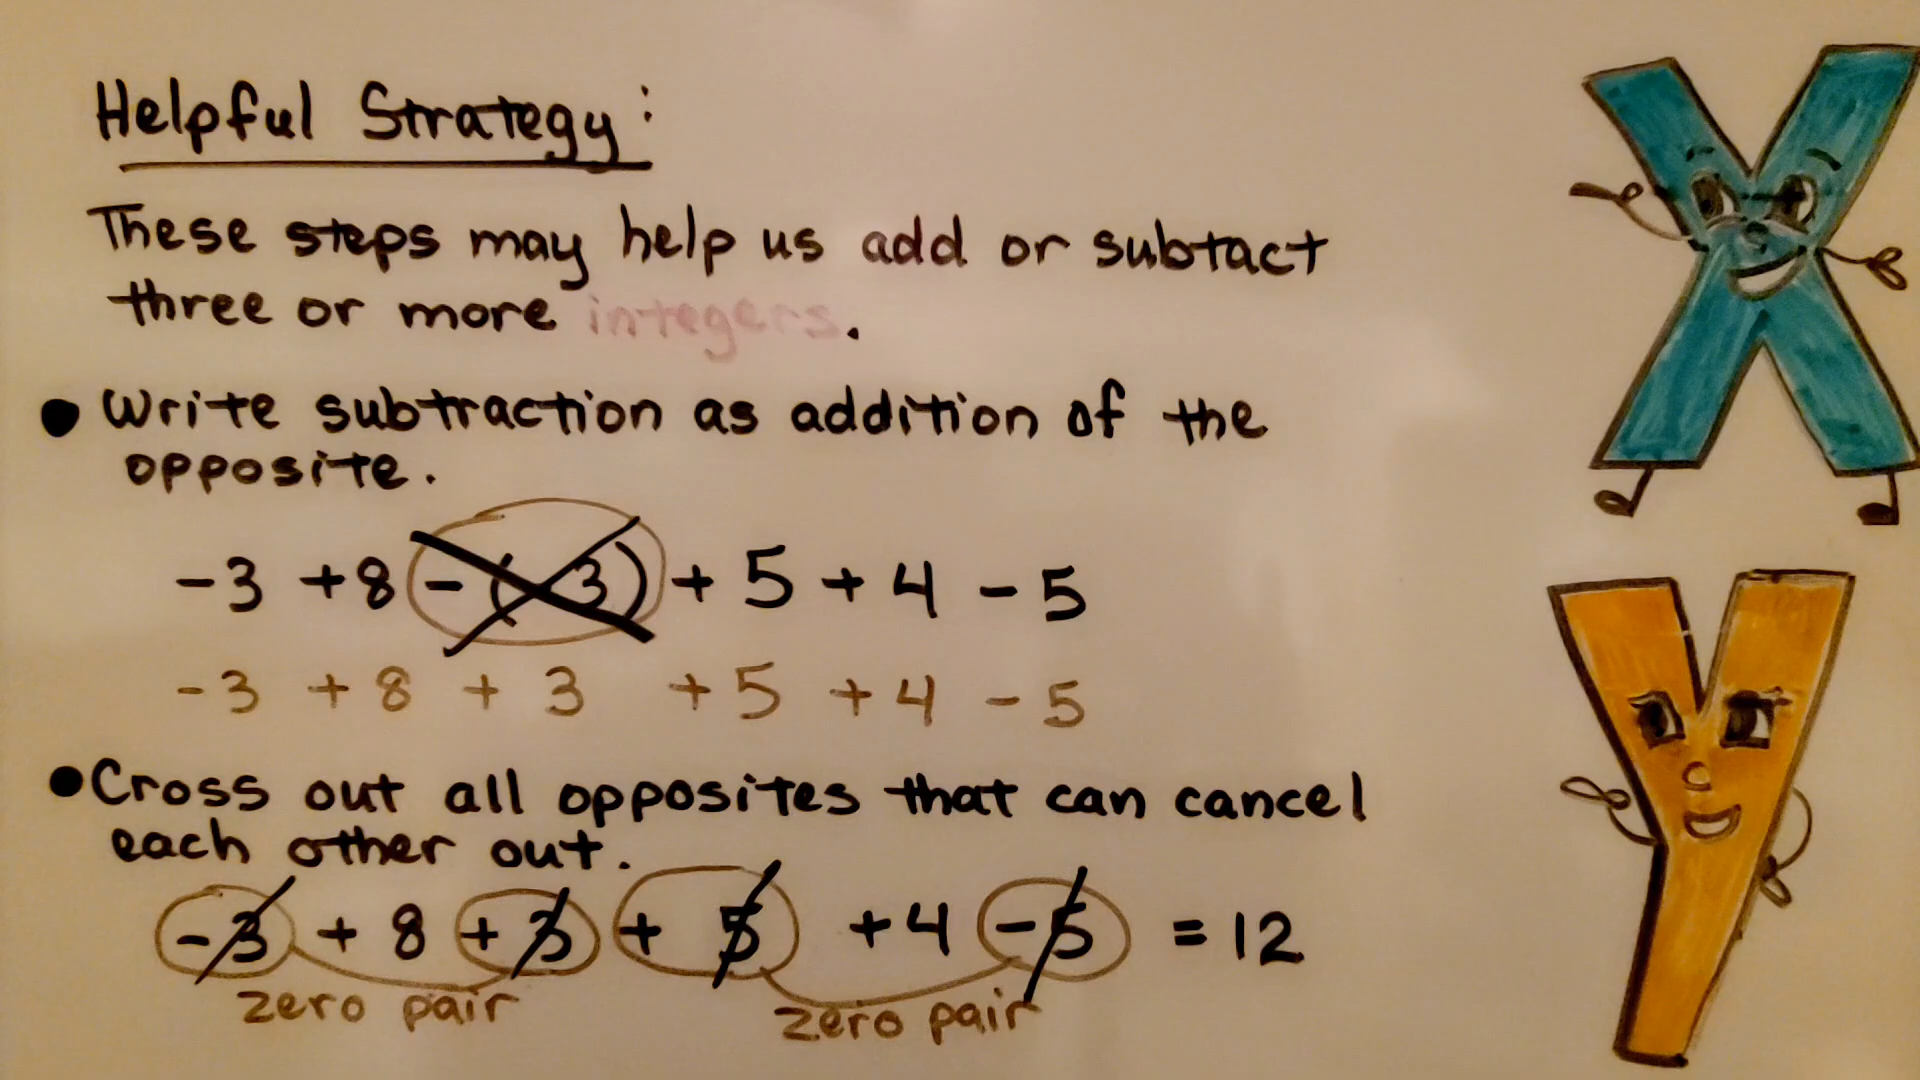 Helpful Strategy:
These steps may help us add or subtact
three or more integers.
● Write subtraction as addition of the
opposite.
-3 +8 -(-3) + 5 + 4 - 5
-3 + 8 + 3 + 5 + 4 - 5
● Cross out all opposites that can cancel
each other out.
-3 + 8 + 3 + 5 + 4 - 5 = 12
zero pair zero pair